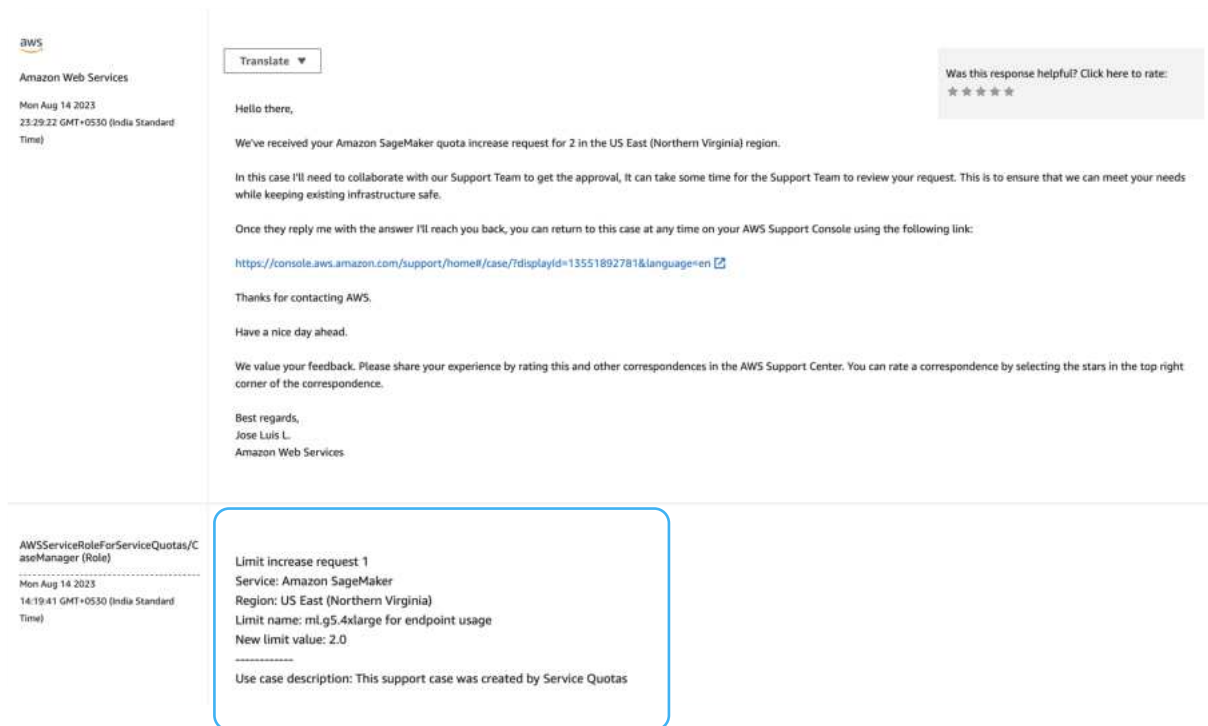 aws
Amazon Web Services
Mon Aug 14 2023
23:29:22 GMT+0530 (India Standard
Time)
Translate ▼
Was this response helpful? Click here to rate:
★★★★★
Hello there,
We've received your Amazon SageMaker quota increase request for 2 in the US East (Northern Virginia) region.
In this case I'll need to collaborate with our Support Team to get the approval, It can take some time for the Support Team to review your request. This is to ensure that we can meet your needs
while keeping existing infrastructure safe.
Once they reply me with the answer I'll reach you back, you can return to this case at any time on your AWS Support Console using the following link:
https://console.aws.amazon.com/support/home#/case/?displayId=13551892781&language=en
Thanks for contacting AWS.
Have a nice day ahead.
We value your feedback. Please share your experience by rating this and other correspondences in the AWS Support Center. You can rate a correspondence by selecting the stars in the top right
corner of the correspondence.
Best regards,
Jose Luis L.
Amazon Web Services
AWSServiceRoleForServiceQuotas/C
aseManager (Role)
Mon Aug 14 2023
14:19:41 GMT+0530 (India Standard
Time)
Limit increase request 1
Service: Amazon SageMaker
Region: US East (Northern Virginia)
Limit name: ml.g5.4xlarge for endpoint usage
New limit value: 2.0
------------
Use case description: This support case was created by Service Quotas